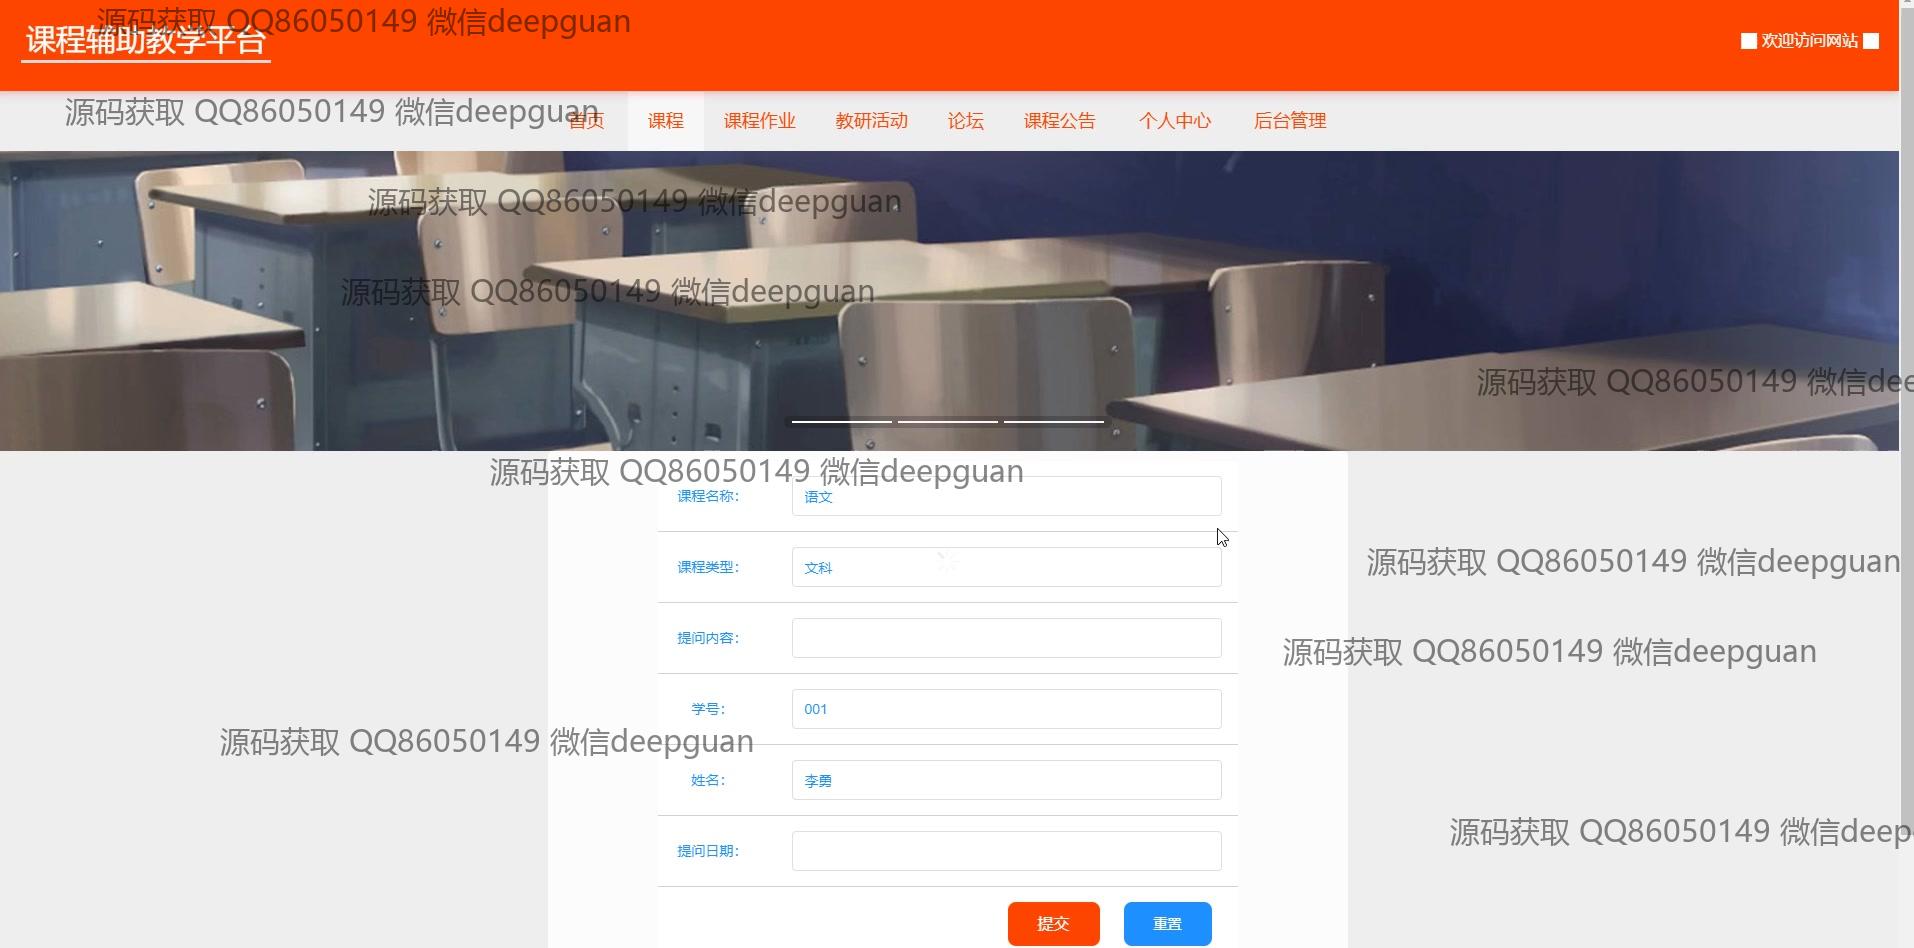 源码获取 QQ86050149 微信deepguan
课程辅助教学平台
欢迎访问网站
源码获取 QQ86050149 微信deepguan
首页 课程 课程作业 教研活动 论坛 课程公告 个人中心 后台管理
源码获取 QQ86050149 微信deepguan
源码获取 QQ86050149 微信deepguan
源码获取 QQ86050149 微信dee
源码获取 QQ86050149 微信deepguan
课程名称： 语文
源码获取 QQ86050149 微信deepguan
课程类型： 文科
提问内容：
源码获取 QQ86050149 微信deepguan
学号： 001
源码获取 QQ86050149 微信deepguan
姓名： 李勇
源码获取 QQ86050149 微信deep
提问日期：
提交 重置